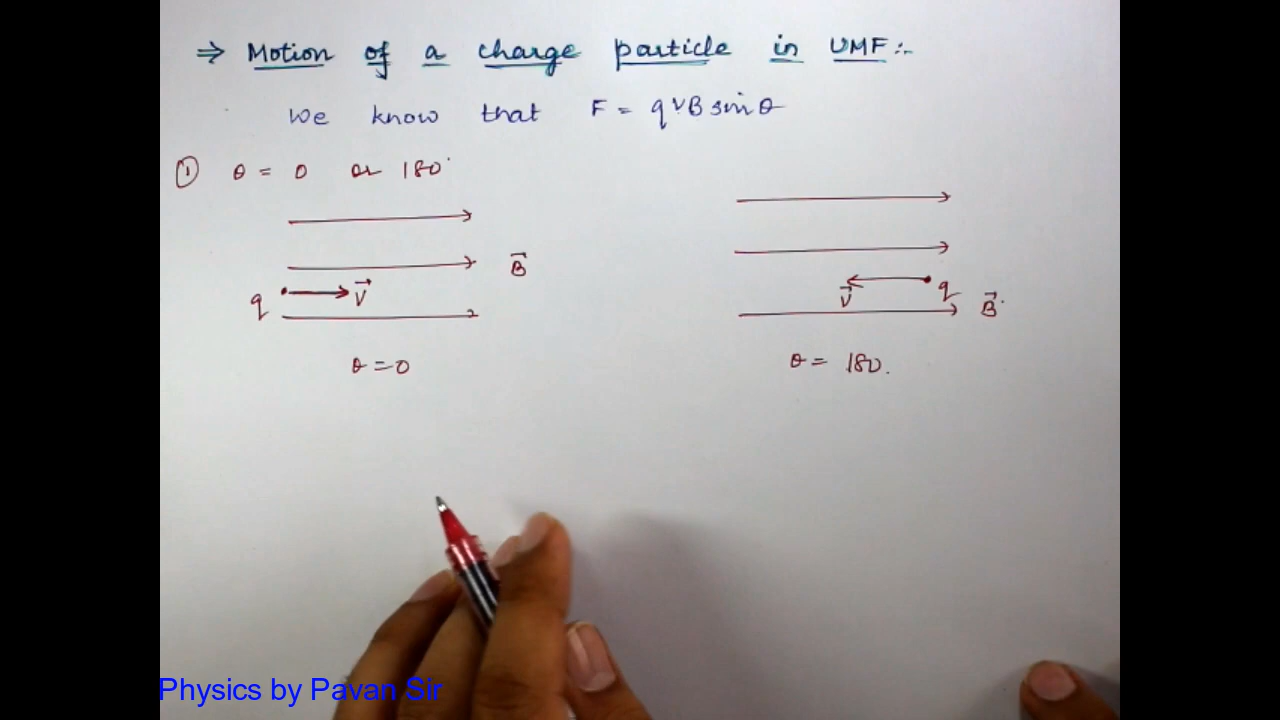 ⇒ Motion of a charge particle in UMF :-
We know that F = qVB sin θ
① θ = 0 or 180°
B⃗
q V⃗
V⃗ q B⃗
θ = 0
θ = 180.
Physics by Pavan Sir